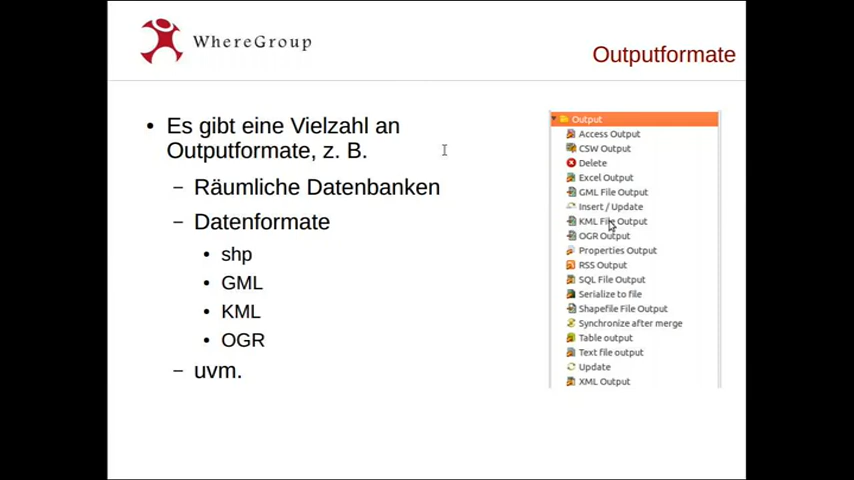 WhereGroup
Outputformate
• Es gibt eine Vielzahl an
Outputformate, z. B.
– Räumliche Datenbanken
– Datenformate
• shp
• GML
• KML
• OGR
– uvm.
Output
Access Output
CSW Output
Delete
Excel Output
GML File Output
Insert / Update
KML File Output
OGR Output
Properties Output
RSS Output
SQL File Output
Serialize to file
Shapefile File Output
Synchronize after merge
Table output
Text file output
Update
XML Output